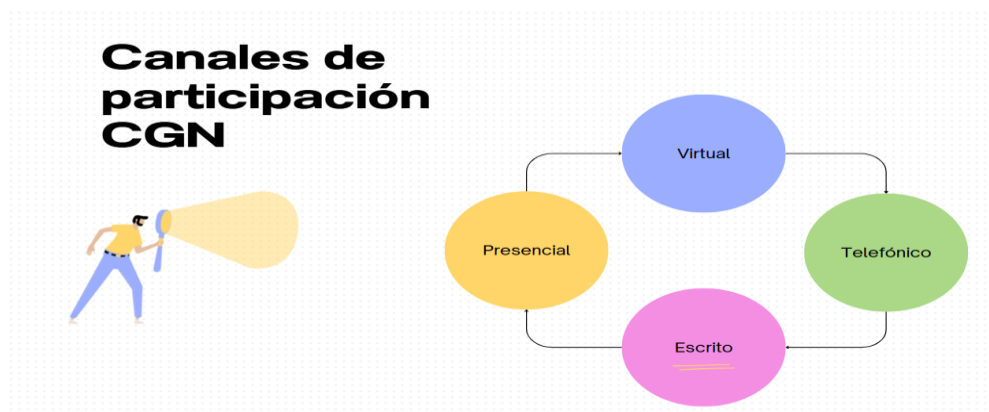 Canales de
participación
CGN
Virtual
Presencial
Telefónico
Escrito